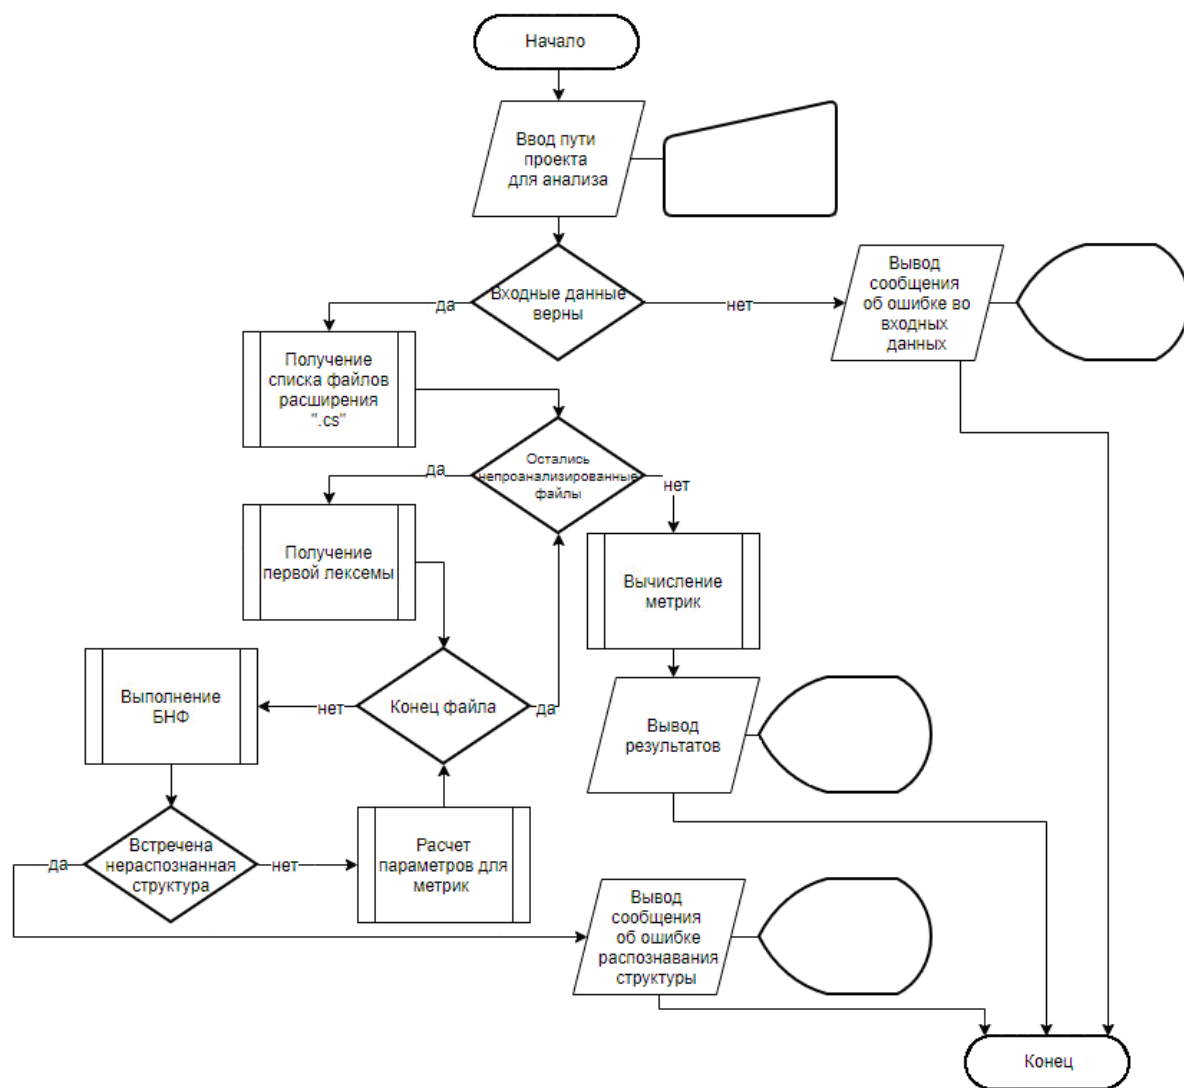 Начало
Ввод пути
проекта
для анализа
Входные данные
верны
да
нет
Вывод
сообщения
об ошибке во
входных
данных
Получение
списка файлов
расширения
".cs"
Остались
непроанализированные
файлы
да
нет
Получение
первой лексемы
Вычисление
метрик
Выполнение
БНФ
нет
Конец файла
да
Вывод
результатов
Встречена
нераспознанная
структура
да
нет
Расчет
параметров для
метрик
Вывод
сообщения
об ошибке
распознавания
структуры
Конец